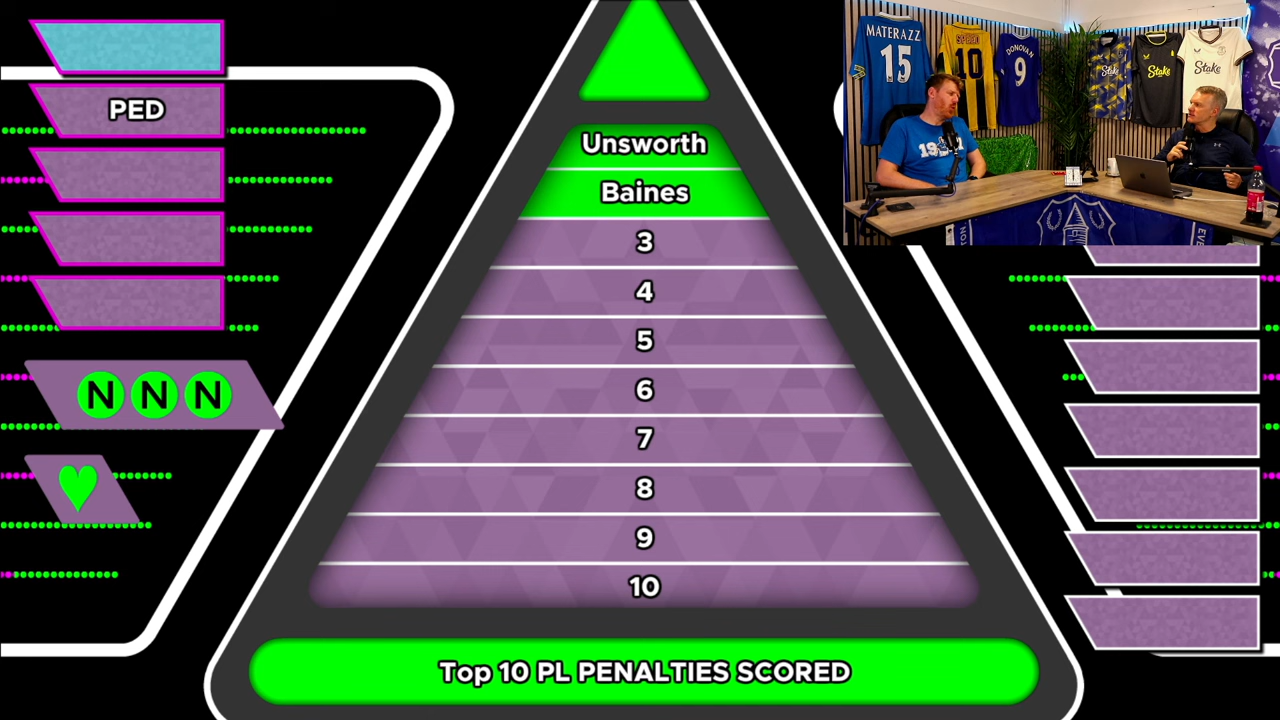 PED
N N N
Unsworth
Baines
3
4
5
6
7
8
9
10
Top 10 PL PENALTIES SCORED
MATERAZZ
15
10
DONOVAN
9
Stake
Stake
Stake